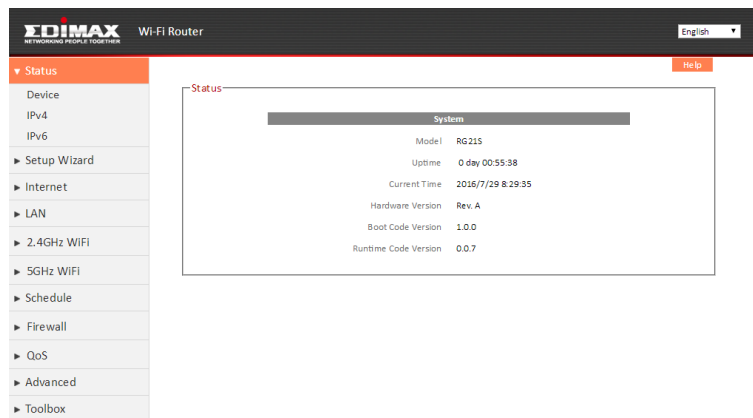 EDIMAX
NETWORKING PEOPLE TOGETHER
Wi-Fi Router
English
Status
Device
IPv4
IPv6
Setup Wizard
Internet
LAN
2.4GHz WiFi
5GHz WiFi
Schedule
Firewall
QoS
Advanced
Toolbox
Help
Status
System
Model RG21S
Uptime 0 day 00:55:38
Current Time 2016/7/29 8:29:35
Hardware Version Rev. A
Boot Code Version 1.0.0
Runtime Code Version 0.0.7